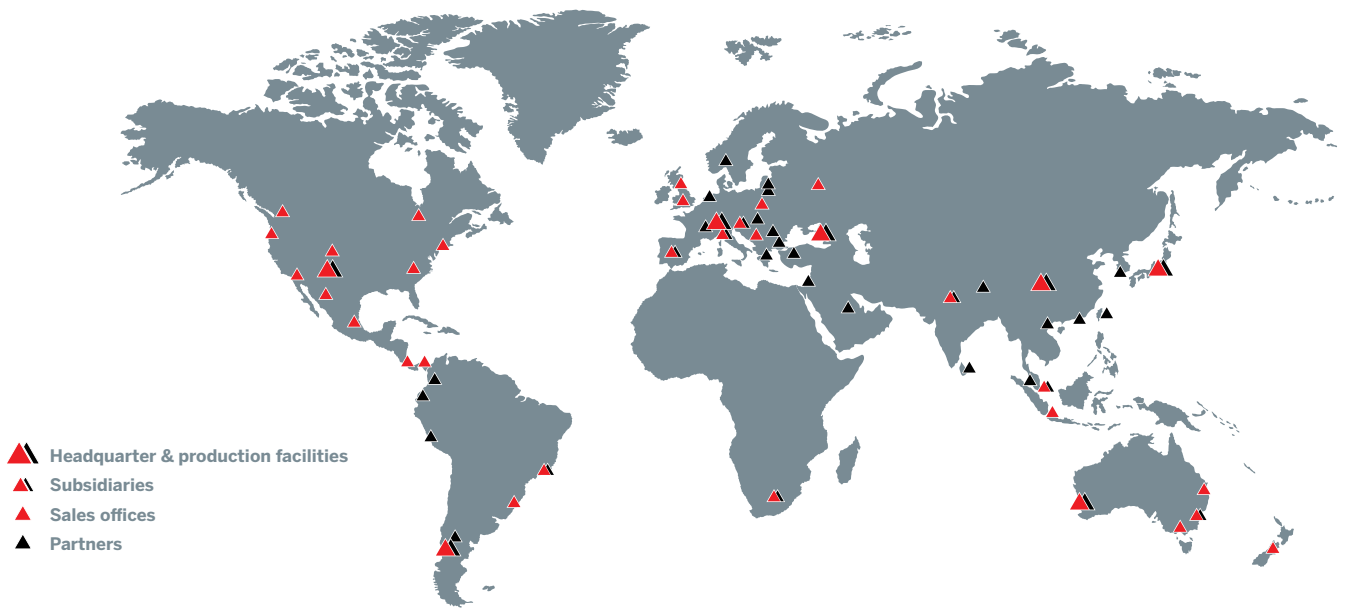 Headquarter & production facilities
Subsidiaries
Sales offices
Partners